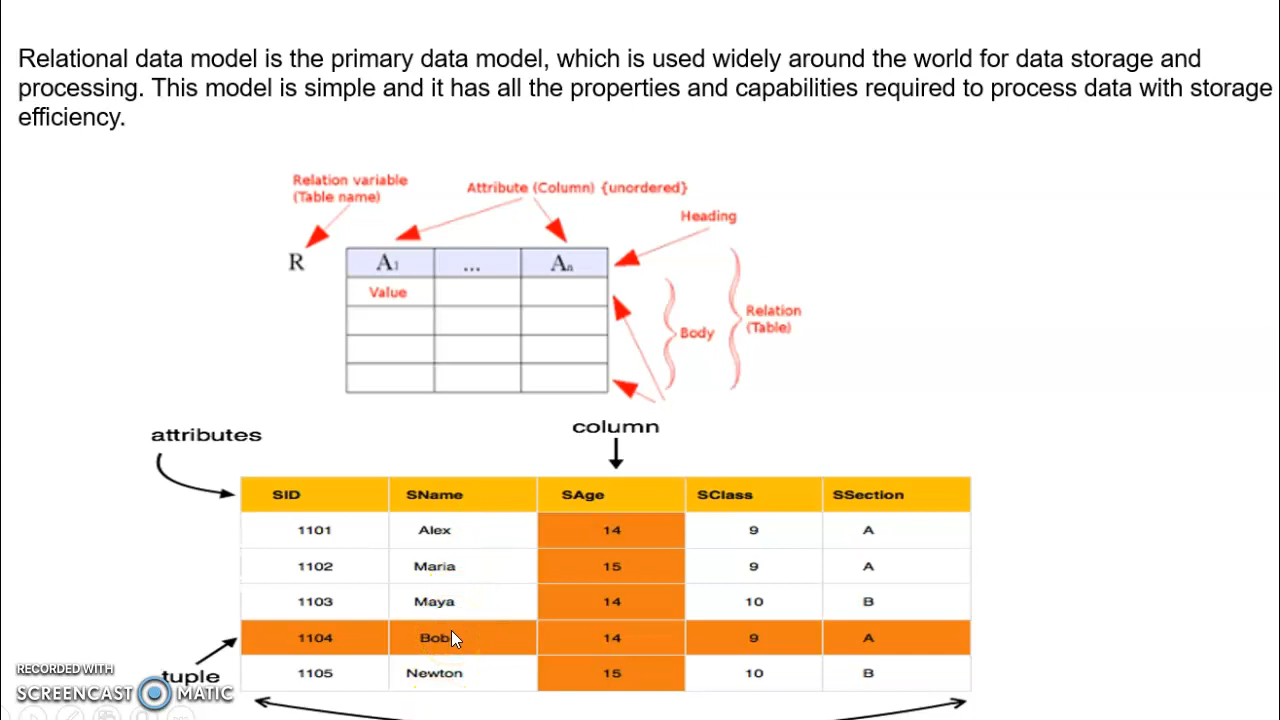 Relational data model is the primary data model, which is used widely around the world for data storage and
processing. This model is simple and it has all the properties and capabilities required to process data with storage
efficiency.
Relation variable
(Table name)
Attribute (Column) {unordered}
Heading
R
A1 ... An
Value
Body
Relation
(Table)
attributes
column
SID SName SAge SClass SSection
1101 Alex 14 9 A
1102 Maria 15 9 A
1103 Maya 14 10 B
1104 Bob 14 9 A
1105 Newton 15 10 B
tuple
RECORDED WITH
SCREENCAST MATIC